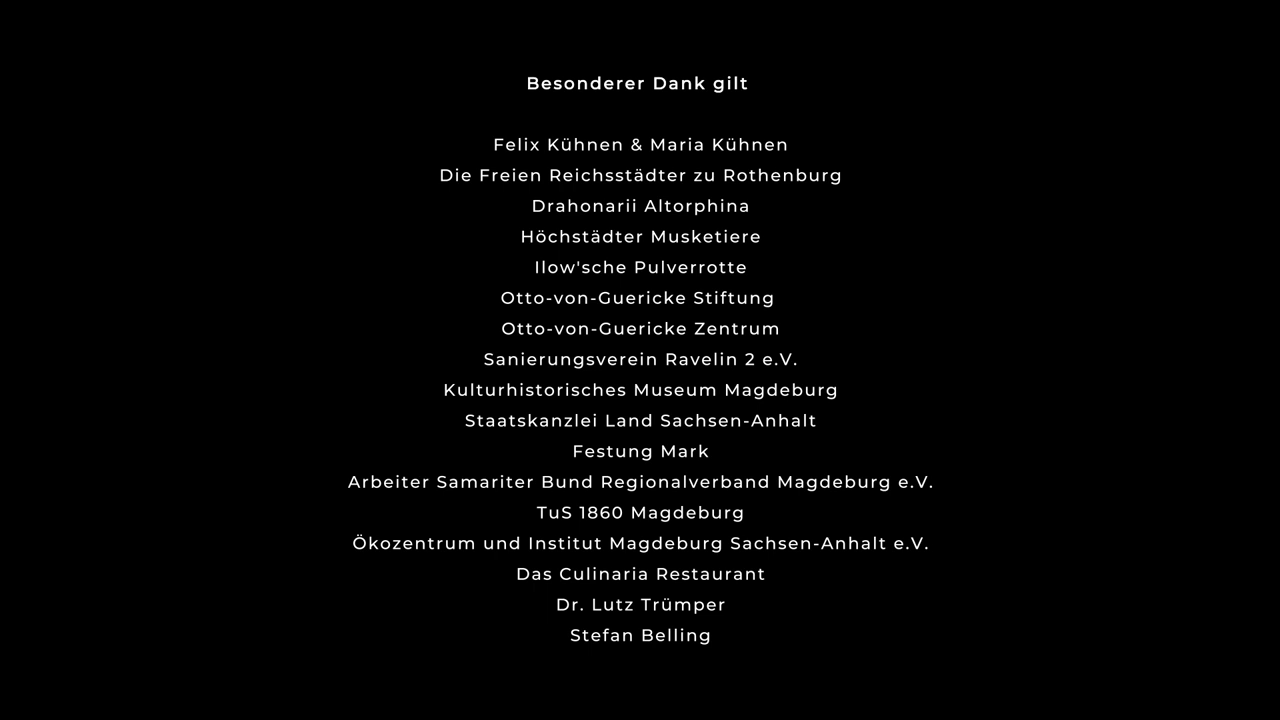 Besonderer Dank gilt
Felix Kühnen & Maria Kühnen
Die Freien Reichsstädter zu Rothenburg
Drahonarii Altorphina
Höchstädter Musketiere
Ilow'sche Pulverrotte
Otto-von-Guericke Stiftung
Otto-von-Guericke Zentrum
Sanierungsverein Ravelin 2 e.V.
Kulturhistorisches Museum Magdeburg
Staatskanzlei Land Sachsen-Anhalt
Festung Mark
Arbeiter Samariter Bund Regionalverband Magdeburg e.V.
TuS 1860 Magdeburg
Ökozentrum und Institut Magdeburg Sachsen-Anhalt e.V.
Das Culinaria Restaurant
Dr. Lutz Trümper
Stefan Belling